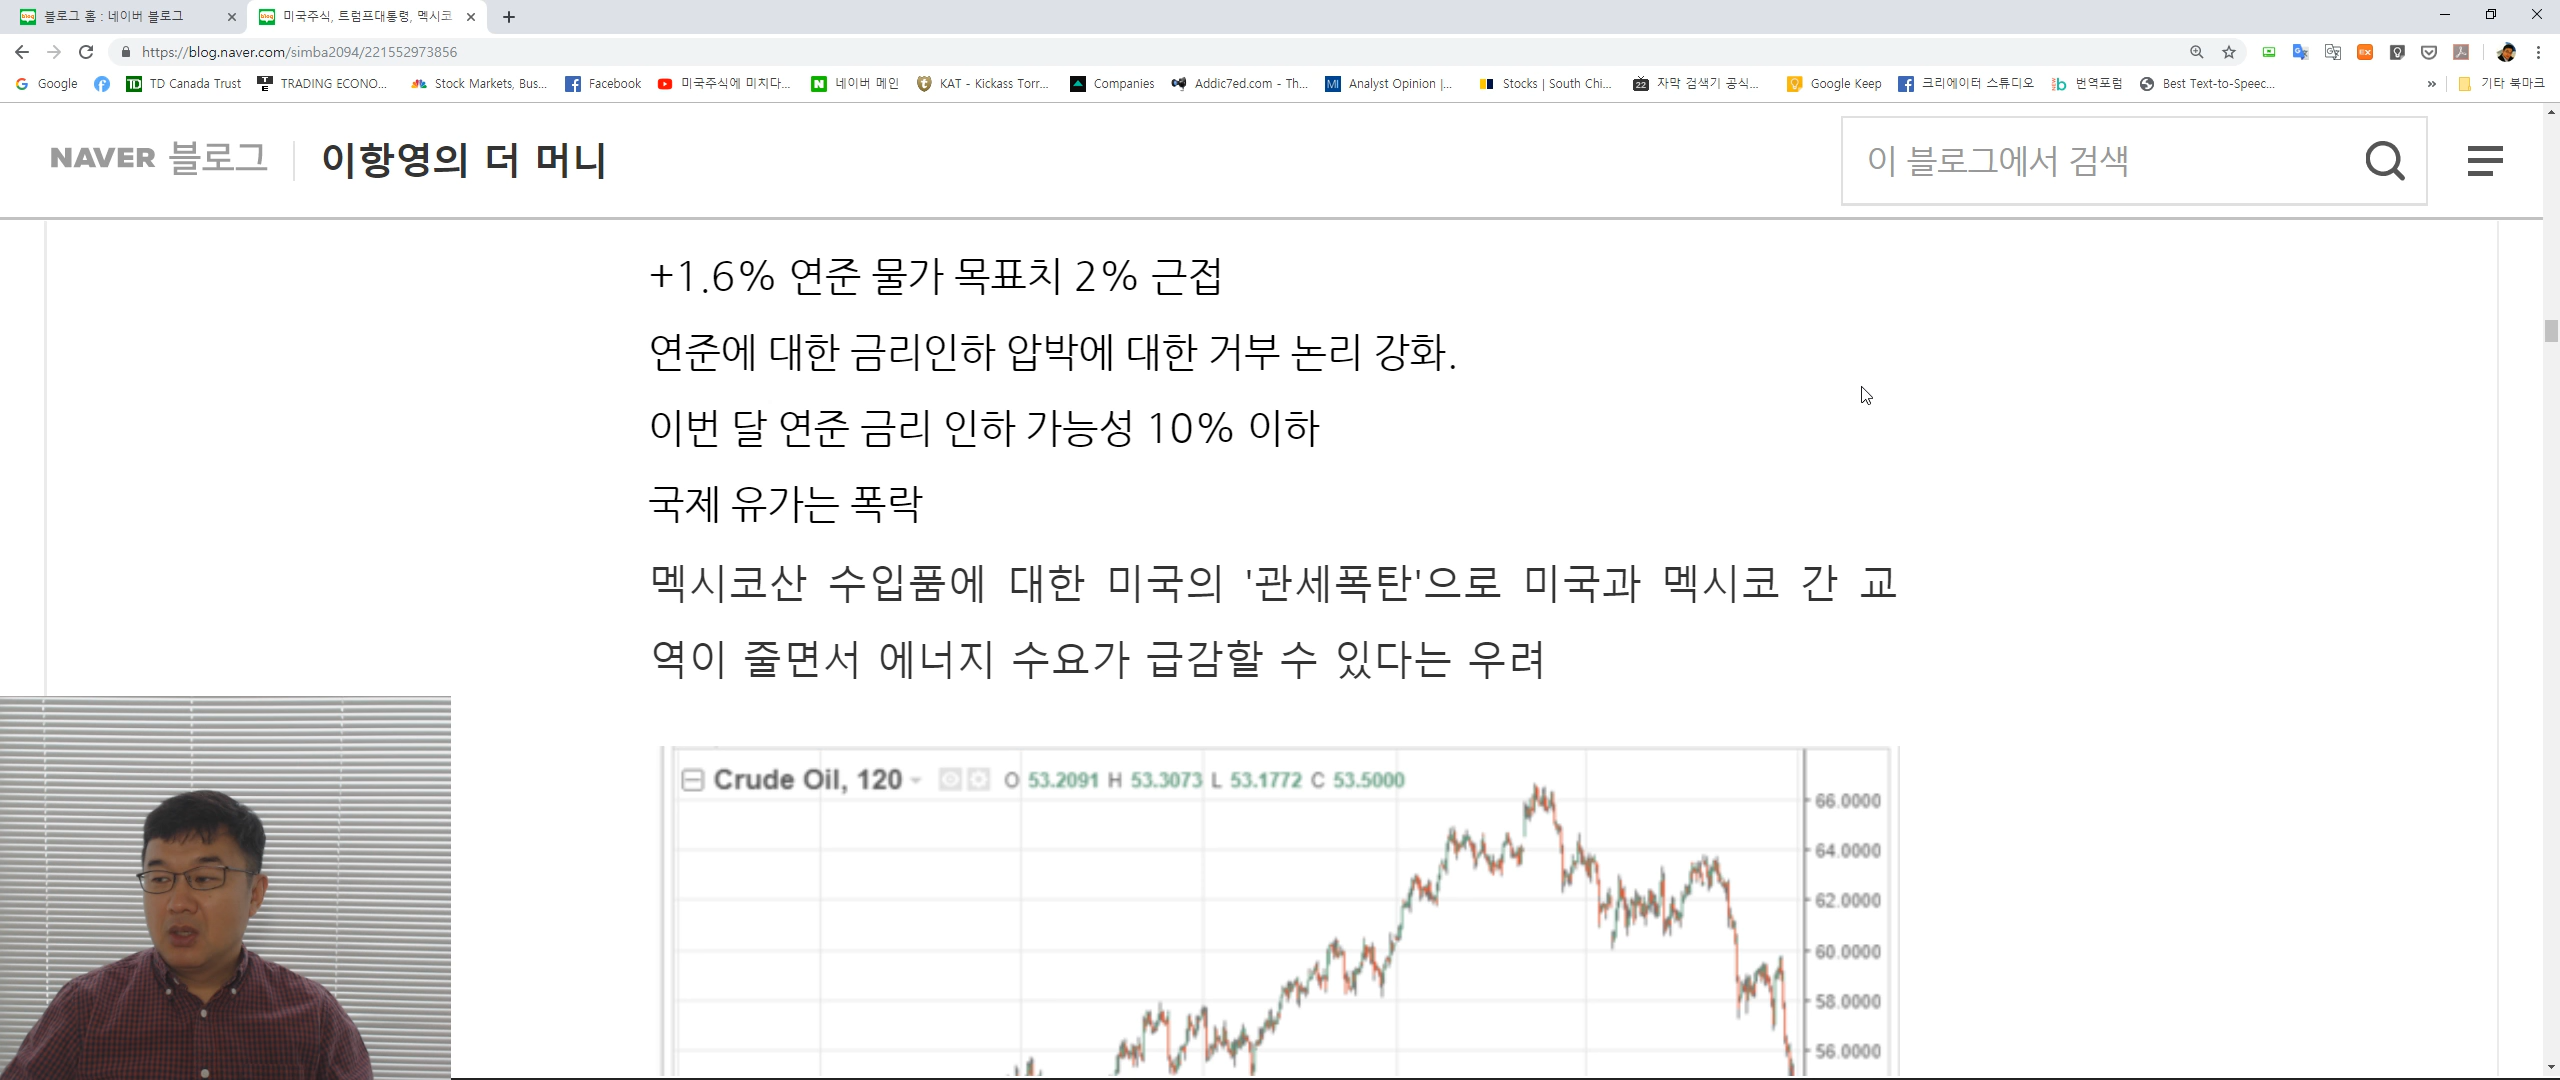 블로그 홈 : 네이버 블로그
미국주식, 트럼프대통령, 멕시코
https://blog.naver.com/simba2094/221552973856
Google
TD Canada Trust
TRADING ECONO...
Stock Markets, Bus...
Facebook
미국주식에 미치다...
네이버 메인
KAT - Kickass Torr...
Companies
Addic7ed.com - Th...
Analyst Opinion |...
Stocks | South Chi...
자막 검색기 공식...
Google Keep
크리에이터 스튜디오
번역포럼
Best Text-to-Speec...
기타 북마크
NAVER 블로그
이항영의 더 머니
이 블로그에서 검색
+1.6% 연준 물가 목표치 2% 근접
연준에 대한 금리인하 압박에 대한 거부 논리 강화.
이번 달 연준 금리 인하 가능성 10% 이하
국제 유가는 폭락
멕시코산 수입품에 대한 미국의 '관세폭탄'으로 미국과 멕시코 간 교
역이 줄면서 에너지 수요가 급감할 수 있다는 우려
Crude Oil, 120 O 53.2091 H 53.3073 L 53.1772 C 53.5000
66.0000
64.0000
62.0000
60.0000
58.0000
56.0000